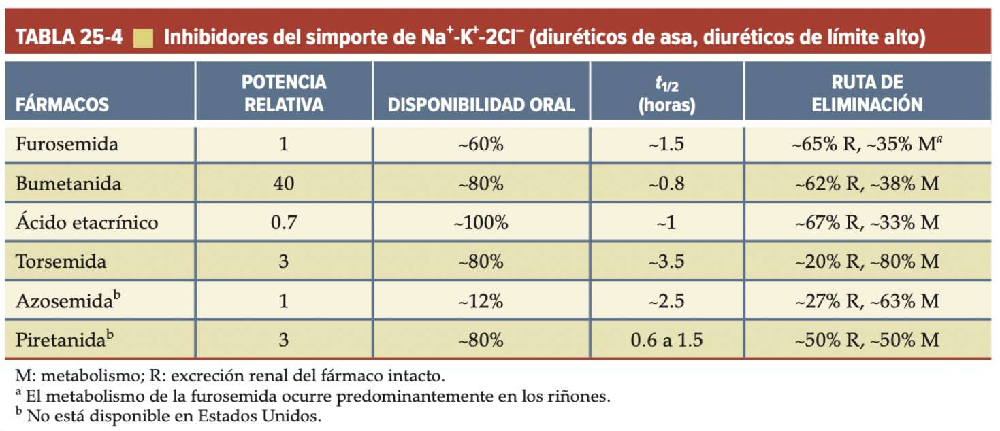 TABLA 25-4 Inhibidores del simporte de Na⁺-K⁺-2Cl⁻ (diuréticos de asa, diuréticos de límite alto)
FÁRMACOS POTENCIA RELATIVA DISPONIBILIDAD ORAL t1/2 (horas) RUTA DE ELIMINACIÓN
Furosemida 1 ~60% ~1.5 ~65% R, ~35% Mᵃ
Bumetanida 40 ~80% ~0.8 ~62% R, ~38% M
Ácido etacrínico 0.7 ~100% ~1 ~67% R, ~33% M
Torsemida 3 ~80% ~3.5 ~20% R, ~80% M
Azosemidaᵇ 1 ~12% ~2.5 ~27% R, ~63% M
Piretanidaᵇ 3 ~80% 0.6 a 1.5 ~50% R, ~50% M
M: metabolismo; R: excreción renal del fármaco intacto.
ᵃ El metabolismo de la furosemida ocurre predominantemente en los riñones.
ᵇ No está disponible en Estados Unidos.